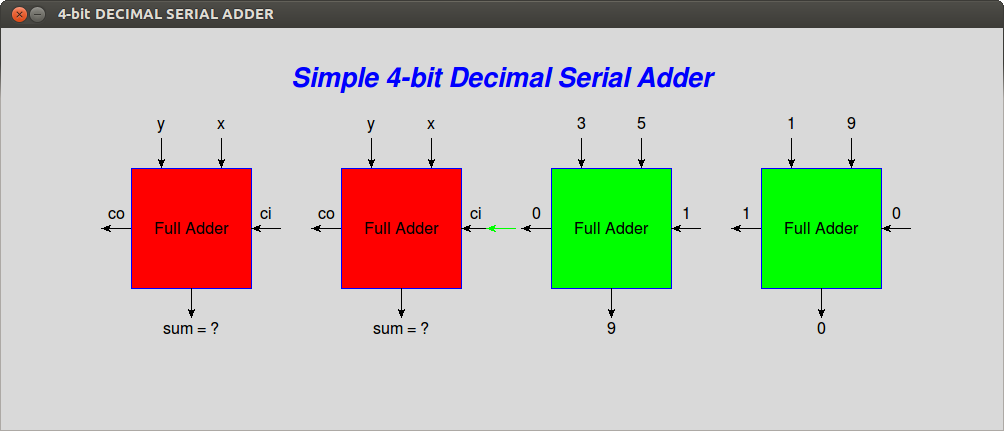 4-bit DECIMAL SERIAL ADDER
Simple 4-bit Decimal Serial Adder
y x y x 3 5 1 9
co ci co ci 0 1 1 0
Full Adder Full Adder Full Adder Full Adder
sum = ? sum = ? 9 0